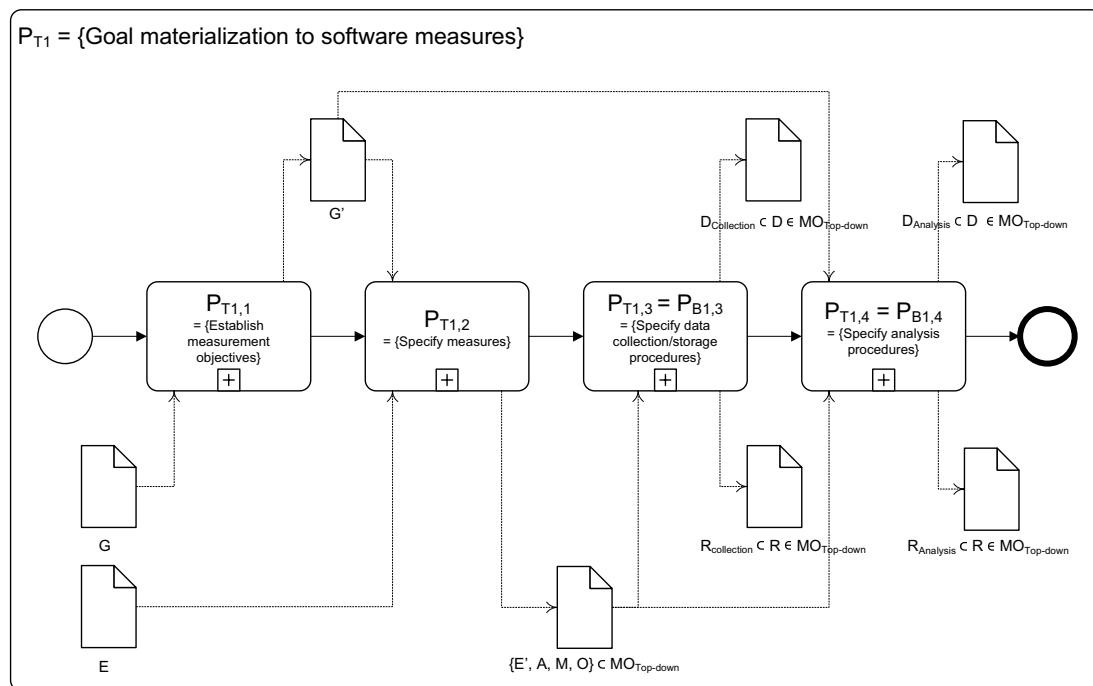 P_T1 = {Goal materialization to software measures}
G’
D_Collection ⊂ D ∈ MO_Top-down
D_Analysis ⊂ D ∈ MO_Top-down
P_T1,1
= {Establish
measurement
objectives}
P_T1,2
= {Specify measures}
P_T1,3 = P_B1,3
= {Specify data
collection/storage
procedures}
P_T1,4 = P_B1,4
= {Specify analysis
procedures}
G
R_collection ⊂ R ∈ MO_Top-down
R_Analysis ⊂ R ∈ MO_Top-down
E
{E’, A, M, O} ⊂ MO_Top-down